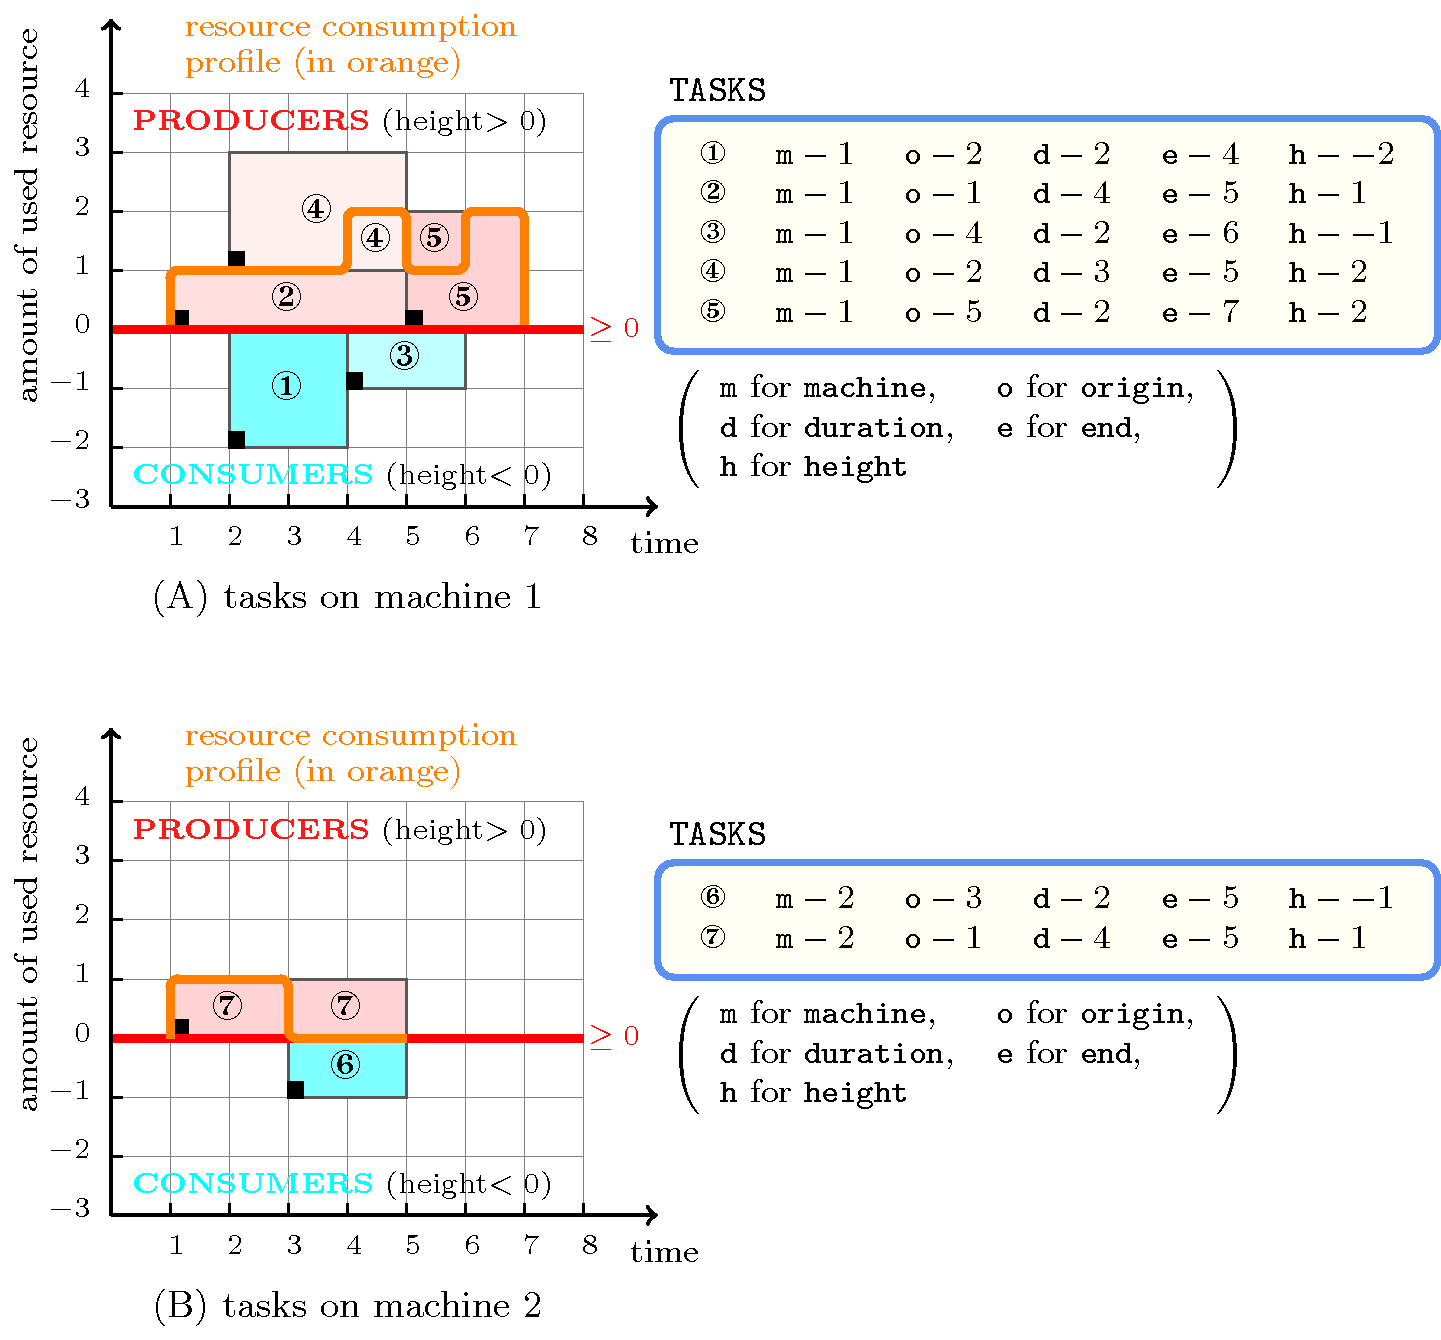 resource consumption
profile (in orange)
amount of used resource
4
3
2
1
0
−1
−2
−3
PRODUCERS (height> 0)
④
④
⑤
②
⑤
≥ 0
③
①
CONSUMERS (height< 0)
1 2 3 4 5 6 7 8
time
(A) tasks on machine 1
TASKS
① m − 1 o − 2 d − 2 e − 4 h − −2
② m − 1 o − 1 d − 4 e − 5 h − 1
③ m − 1 o − 4 d − 2 e − 6 h − −1
④ m − 1 o − 2 d − 3 e − 5 h − 2
⑤ m − 1 o − 5 d − 2 e − 7 h − 2
( m for machine, o for origin,
d for duration, e for end,
h for height )
resource consumption
profile (in orange)
amount of used resource
4
3
2
1
0
−1
−2
−3
PRODUCERS (height> 0)
⑦ ⑦
≥ 0
⑥
CONSUMERS (height< 0)
1 2 3 4 5 6 7 8
time
(B) tasks on machine 2
TASKS
⑥ m − 2 o − 3 d − 2 e − 5 h − −1
⑦ m − 2 o − 1 d − 4 e − 5 h − 1
( m for machine, o for origin,
d for duration, e for end,
h for height )